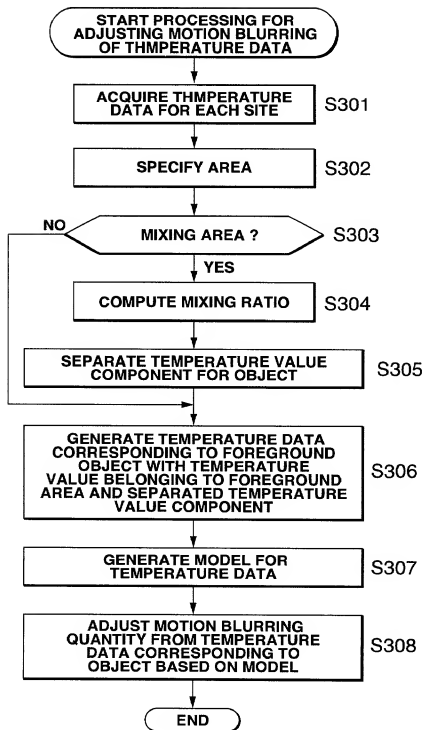 START PROCESSING FOR
ADJUSTING MOTION BLURRING
OF THMPERATURE DATA
ACQUIRE THMPERATURE
DATA FOR EACH SITE
S301
SPECIFY AREA
S302
NO
MIXING AREA ?
S303
YES
COMPUTE MIXING RATIO
S304
SEPARATE TEMPERATURE VALUE
COMPONENT FOR OBJECT
S305
GENERATE TEMPERATURE DATA
CORRESPONDING TO FOREGROUND
OBJECT WITH TEMPERATURE
VALUE BELONGING TO FOREGROUND
AREA AND SEPARATED TEMPERATURE
VALUE COMPONENT
S306
GENERATE MODEL FOR
TEMPERATURE DATA
S307
ADJUST MOTION BLURRING
QUANTITY FROM TEMPERATURE
DATA CORRESPONDING TO
OBJECT BASED ON MODEL
S308
END